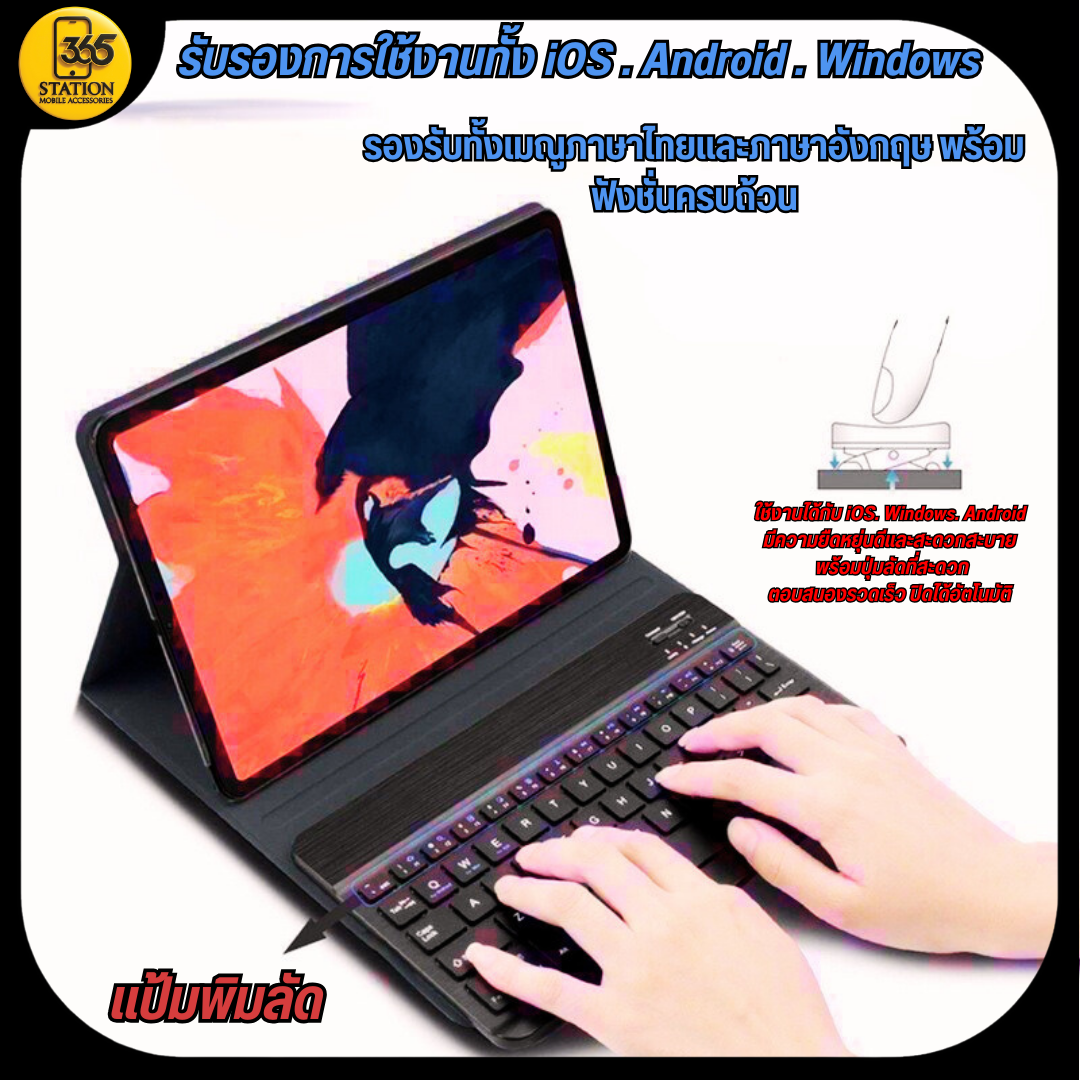 365
STATION
MOBILE ACCESSORIES
รับรองการใช้งานทั้ง iOS . Android . Windows
รองรับทั้งเมณูภาษาไทยและภาษาอังกฤษ พร้อม
ฟังชั่นครบถ้วน
ใช้งานได้กับ iOS. Windows. Android
มีความยืดหยุ่นดีและสะดวกสะบาย
พร้อมปุ่มลัดที่สะดวก
ตอบสนองรวดเร็ว ปิดได้อัตโนมัติ
Q W E R T Y U I O P
Tab A G H J
Caps Lock Z N
แป้มพิมลัด